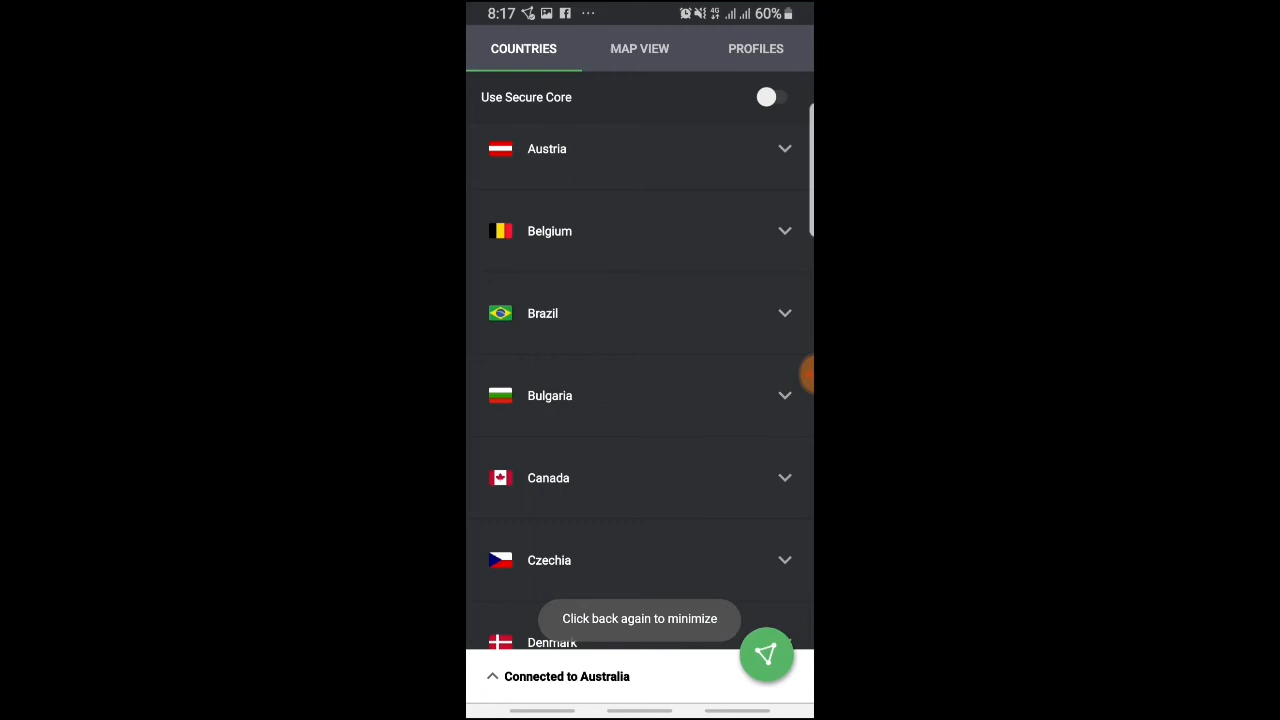 8:17 ... 4G 60%
COUNTRIES MAP VIEW PROFILES
Use Secure Core
Austria
Belgium
Brazil
Bulgaria
Canada
Czechia
Click back again to minimize
Denmark
Connected to Australia